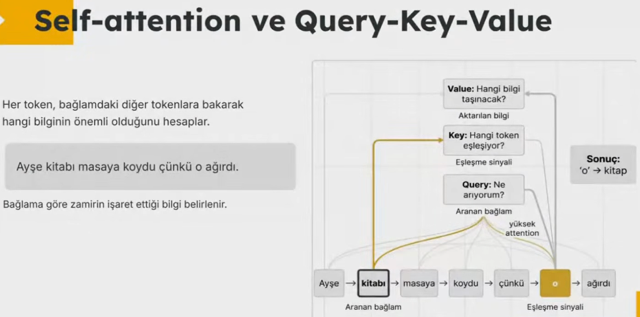 Self-attention ve Query-Key-Value
Her token, bağlamdaki diğer tokenlara bakarak
hangi bilginin önemli olduğunu hesaplar.
Ayşe kitabı masaya koydu çünkü o ağırdı.
Bağlama göre zamirin işaret ettiği bilgi belirlenir.
Value: Hangi bilgi
taşınacak?
Aktarılan bilgi
Key: Hangi token
eşleşiyor?
Eşleşme sinyali
Query: Ne
arıyorum?
Aranan bağlam
yüksek
attention
Sonuç:
'o' → kitap
Ayşe → kitabı → masaya → koydu → çünkü → o → ağırdı
Aranan bağlam
Eşleşme sinyali